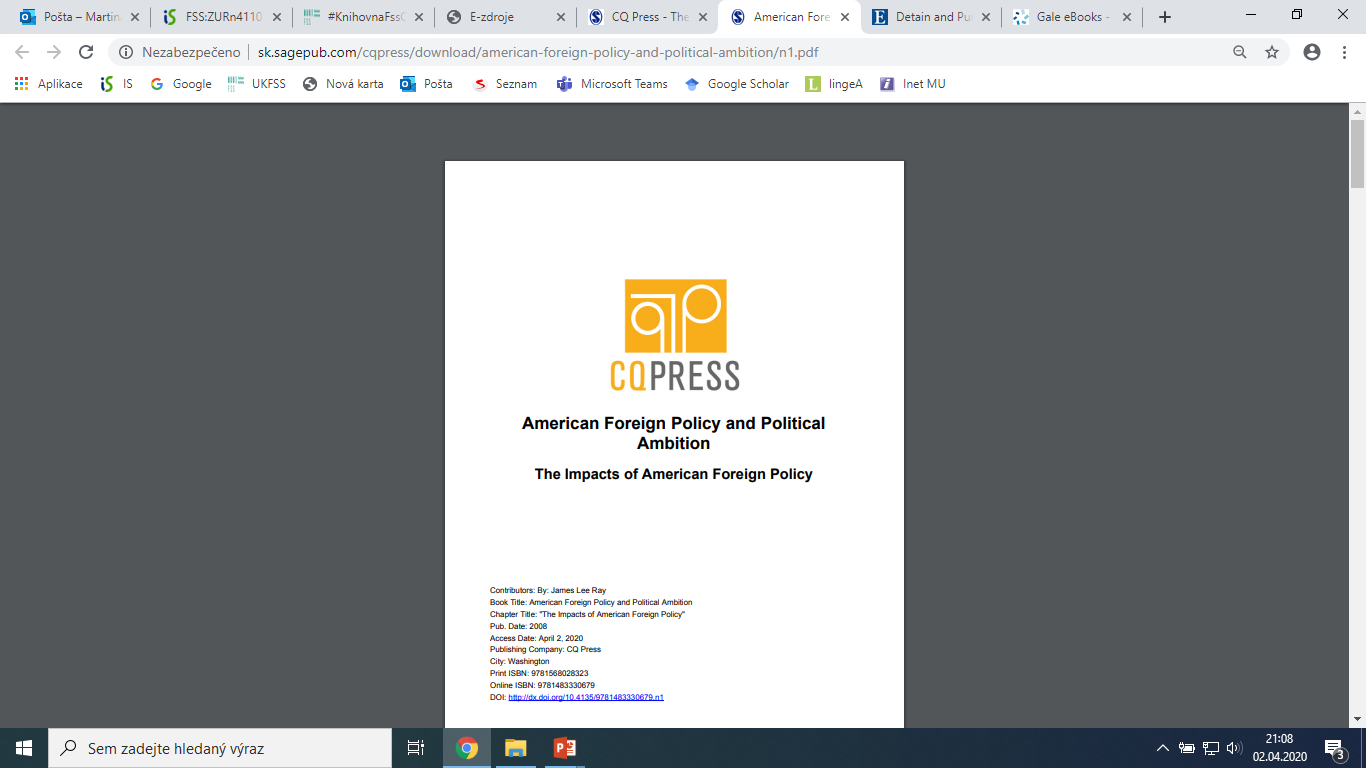 Pošta – Martin
FSS:ZURn4110
#KnihovnaFssC
E-zdroje
CQ Press - The
American Fore
Detain and Pu
Gale eBooks -
Nezabezpečeno
sk.sagepub.com/cqpress/download/american-foreign-policy-and-political-ambition/n1.pdf
Aplikace
IS
Google
UKFSS
Nová karta
Pošta
Seznam
Microsoft Teams
Google Scholar
lingeA
Inet MU
CQPRESS
American Foreign Policy and Political
Ambition
The Impacts of American Foreign Policy
Contributors: By: James Lee Ray
Book Title: American Foreign Policy and Political Ambition
Chapter Title: "The Impacts of American Foreign Policy"
Pub. Date: 2008
Access Date: April 2, 2020
Publishing Company: CQ Press
City: Washington
Print ISBN: 9781568028323
Online ISBN: 9781483330679
DOI: http://dx.doi.org/10.4135/9781483330679.n1
Sem zadejte hledaný výraz
21:08
02.04.2020
3